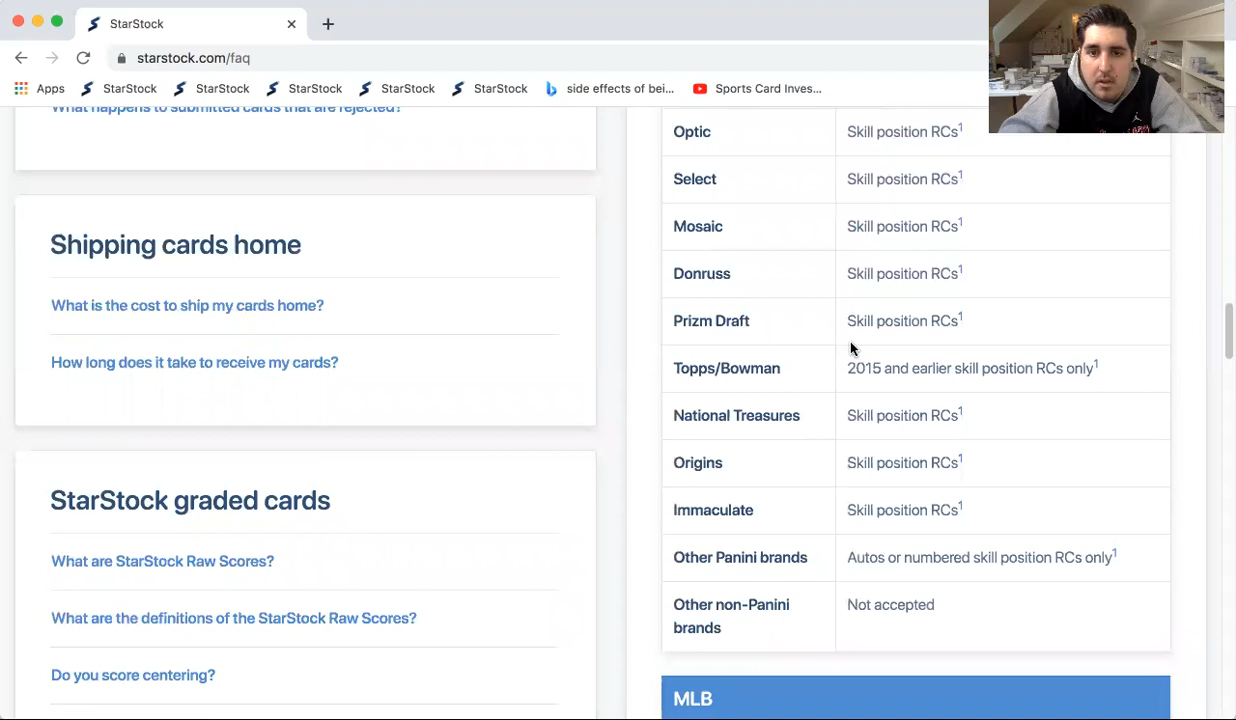 StarStock
starstock.com/faq
Apps
StarStock
StarStock
StarStock
StarStock
StarStock
side effects of bei...
Sports Card Inves...
What happens to submitted cards that are rejected?
Shipping cards home
What is the cost to ship my cards home?
How long does it take to receive my cards?
StarStock graded cards
What are StarStock Raw Scores?
What are the definitions of the StarStock Raw Scores?
Do you score centering?
Optic Skill position RCs1
Select Skill position RCs1
Mosaic Skill position RCs1
Donruss Skill position RCs1
Prizm Draft Skill position RCs1
Topps/Bowman 2015 and earlier skill position RCs only1
National Treasures Skill position RCs1
Origins Skill position RCs1
Immaculate Skill position RCs1
Other Panini brands Autos or numbered skill position RCs only1
Other non-Panini Not accepted
brands
MLB